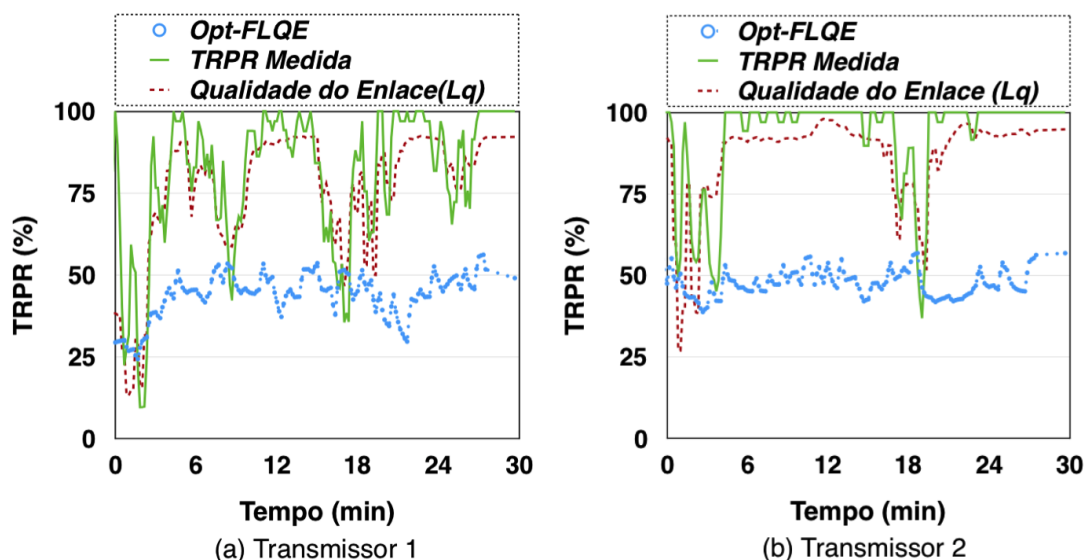 Opt-FLQE
TRPR Medida
Qualidade do Enlace(Lq)
TRPR (%)
100
75
50
25
0
0 6 12 18 24 30
Tempo (min)
(a) Transmissor 1
Opt-FLQE
TRPR Medida
Qualidade do Enlace (Lq)
TRPR (%)
100
75
50
25
0
0 6 12 18 24 30
Tempo (min)
(b) Transmissor 2